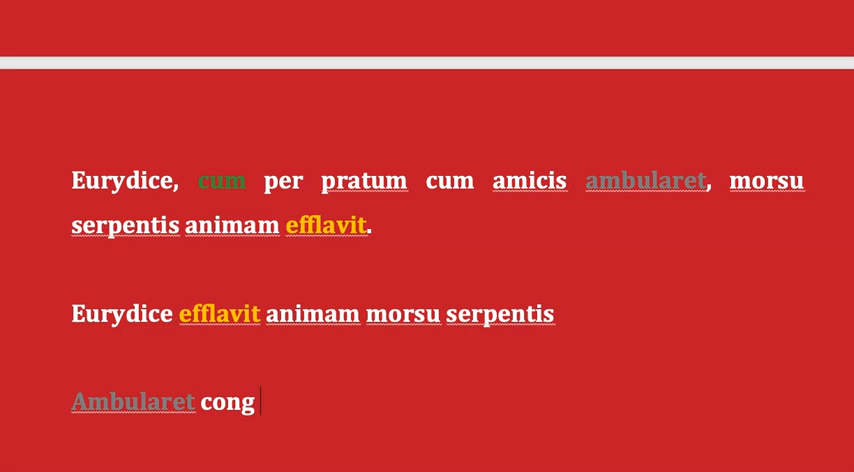 Eurydice, cum per pratum cum amicis ambularet, morsu
serpentis animam efflavit.
Eurydice efflavit animam morsu serpentis
Ambularet cong